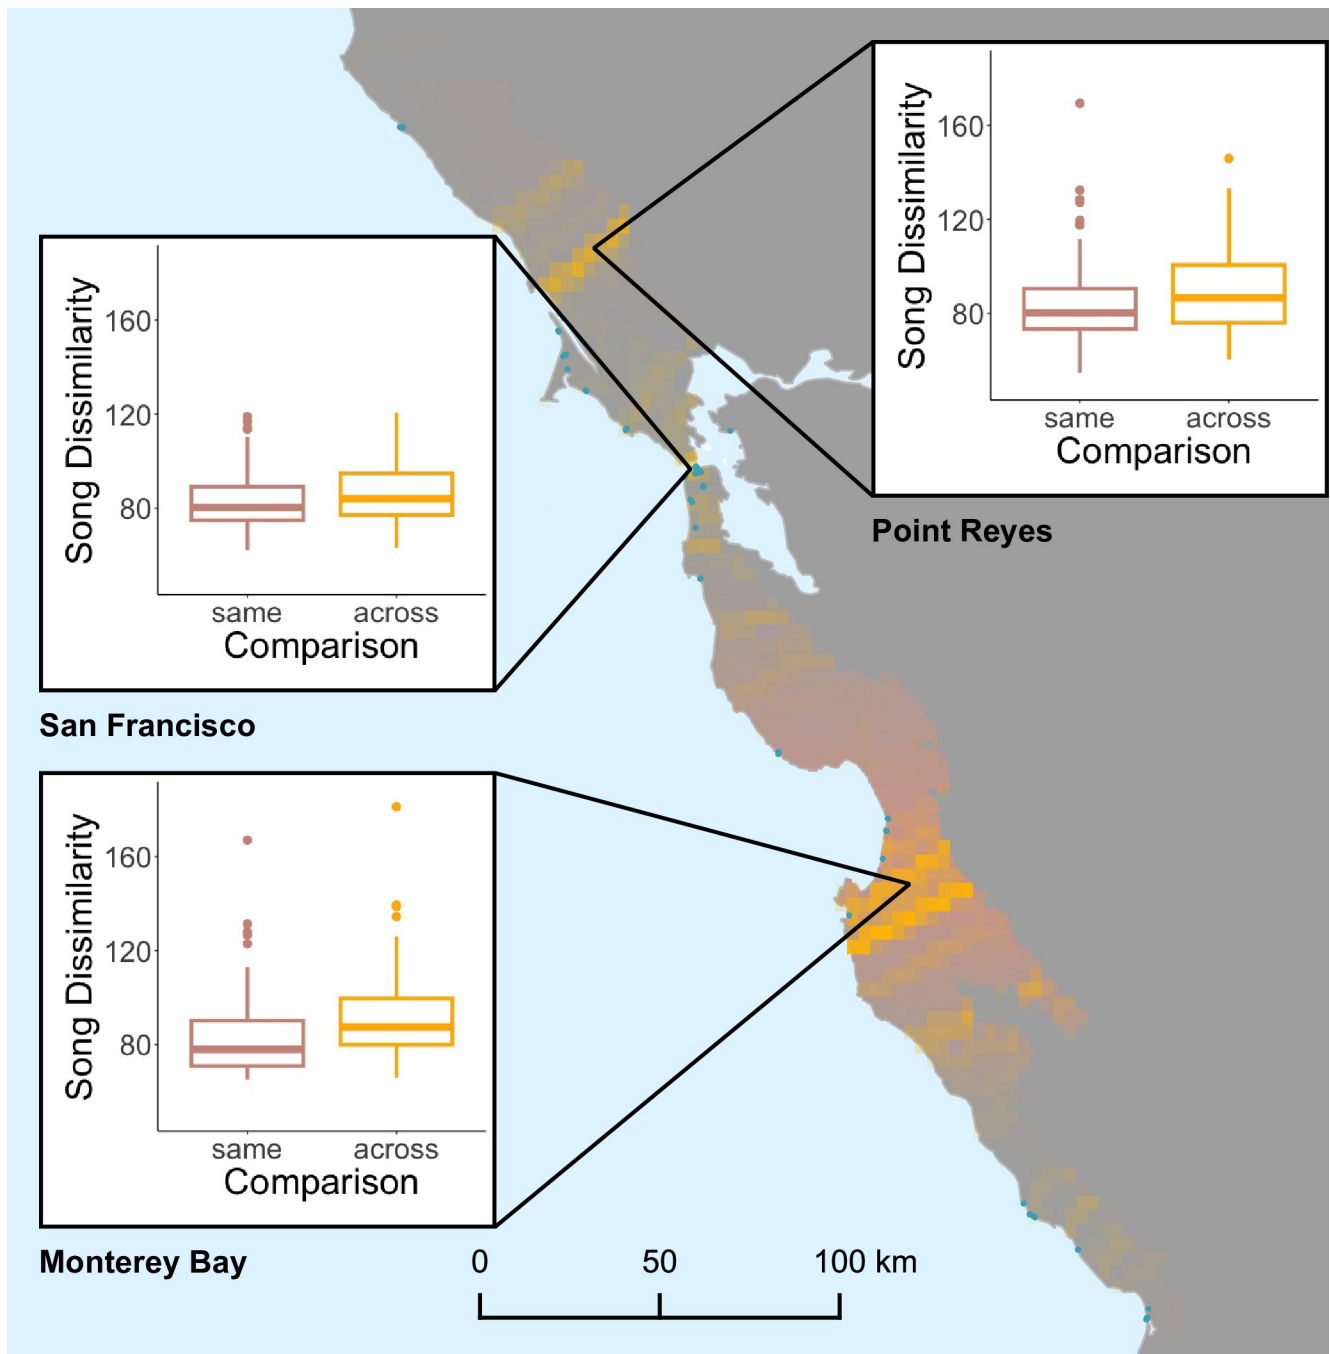 160
120
80
Song Dissimilarity
same across
Comparison
Point Reyes
160
120
80
Song Dissimilarity
same across
Comparison
San Francisco
160
120
80
Song Dissimilarity
same across
Comparison
Monterey Bay
0 50 100 km